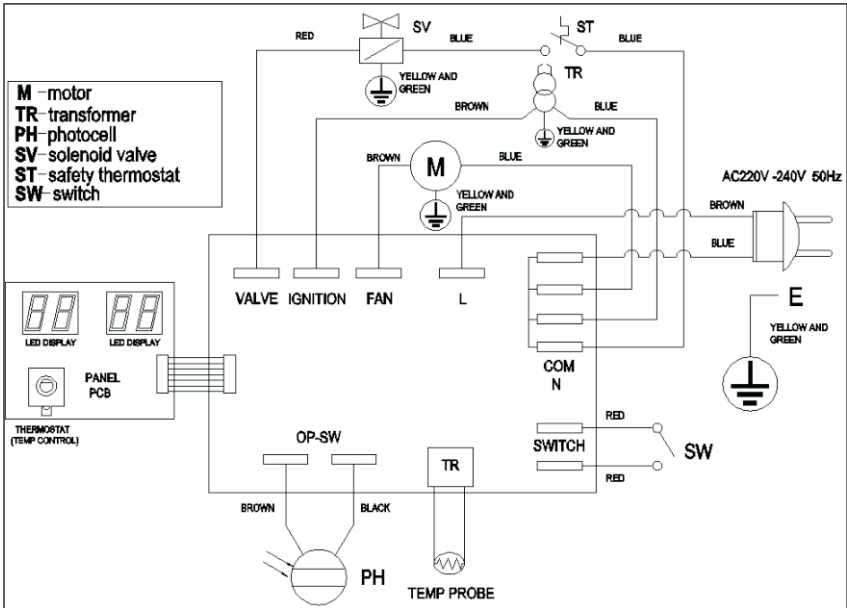 RED
SV
BLUE
ST
BLUE
YELLOW AND
GREEN
TR
BROWN
BLUE
YELLOW AND
GREEN
M-motor
TR-transformer
PH-photocell
SV-solenoid valve
ST-safety thermostat
SW-switch
BROWN
M
BLUE
YELLOW AND
GREEN
AC220V -240V 50Hz
BROWN
BLUE
VALVE
IGNITION
FAN
L
E
YELLOW AND
GREEN
COM
N
88
88
LED DISPLAY
LED DISPLAY
PANEL
PCB
THERMOSTAT
(TEMP CONTROL)
OP-SW
TR
SWITCH
RED
SW
RED
BROWN
BLACK
PH
TEMP PROBE